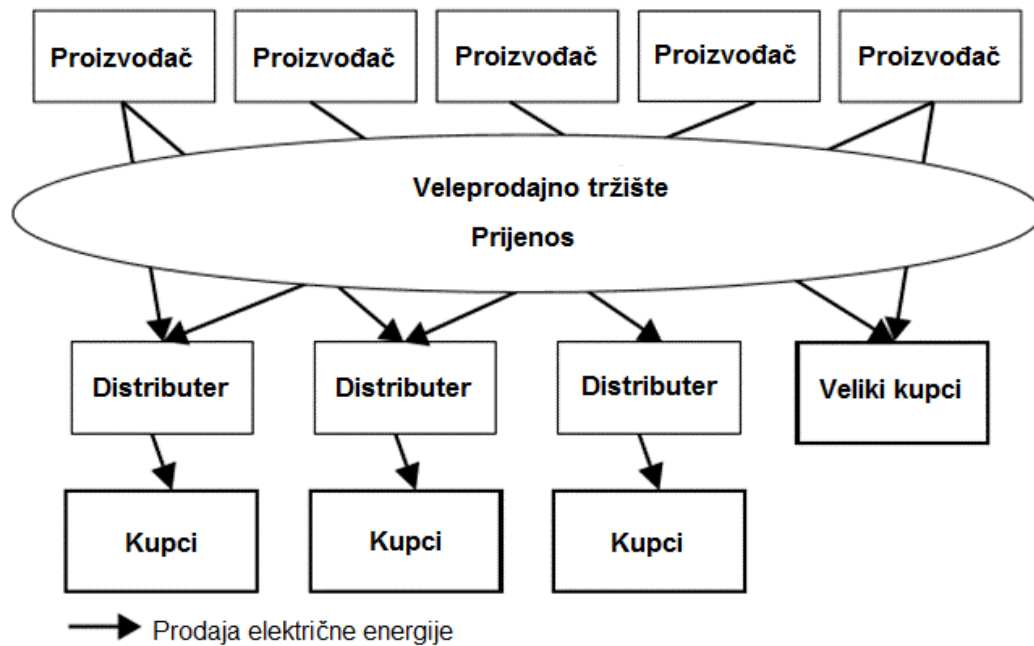 Proizvođač
Proizvođač
Proizvođač
Proizvođač
Proizvođač
Veleprodajno tržište
Prijenos
Distributer
Distributer
Distributer
Veliki kupci
Kupci
Kupci
Kupci
Prodaja električne energije